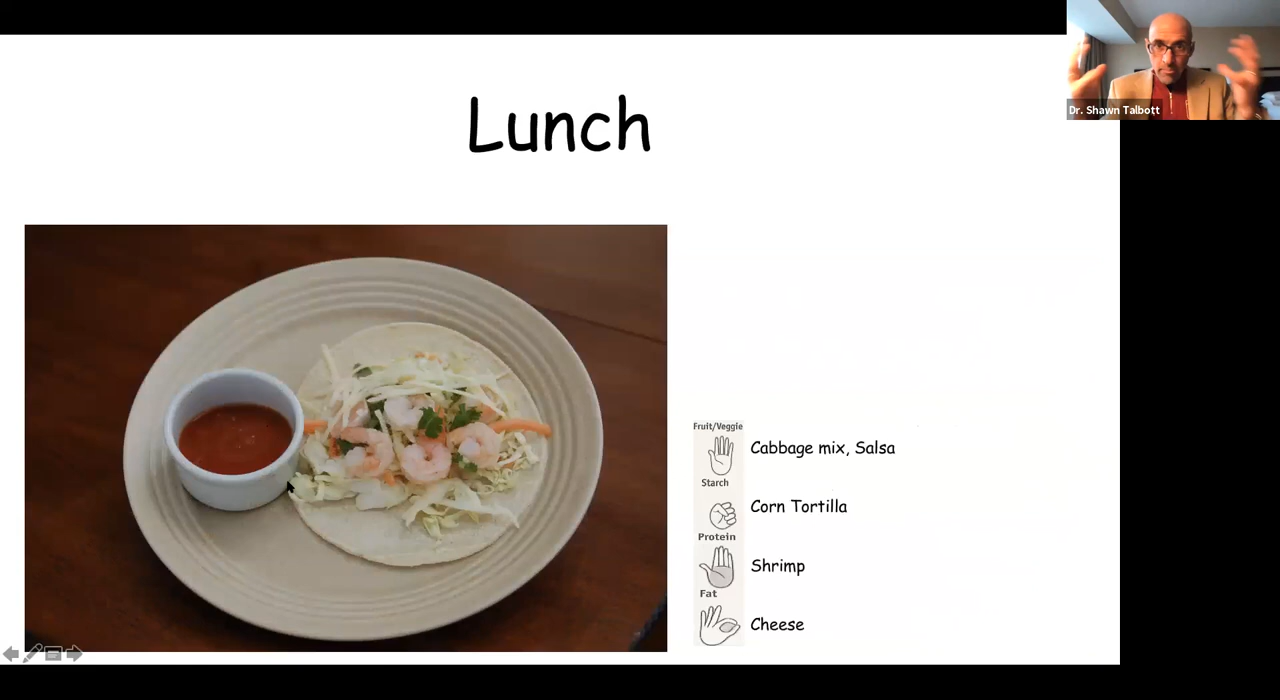 Dr. Shawn Talbott
Lunch
Fruit/Veggie
Cabbage mix, Salsa
Starch
Corn Tortilla
Protein
Shrimp
Fat
Cheese